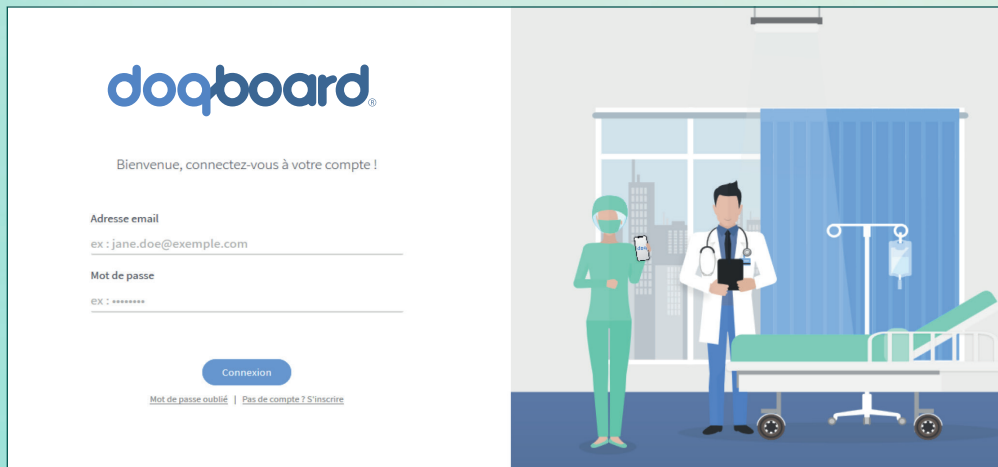 doqboard®
Bienvenue, connectez-vous à votre compte !
Adresse email
ex : jane.doe@exemple.com
Mot de passe
ex : ••••••••
Connexion
Mot de passe oublié | Pas de compte ? S'inscrire